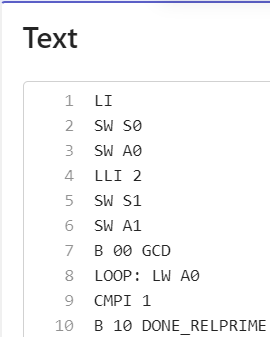 Text
1 LI
2 SW S0
3 SW A0
4 LLI 2
5 SW S1
6 SW A1
7 B 00 GCD
8 LOOP: LW A0
9 CMPI 1
10 B 10 DONE_RELPRIME